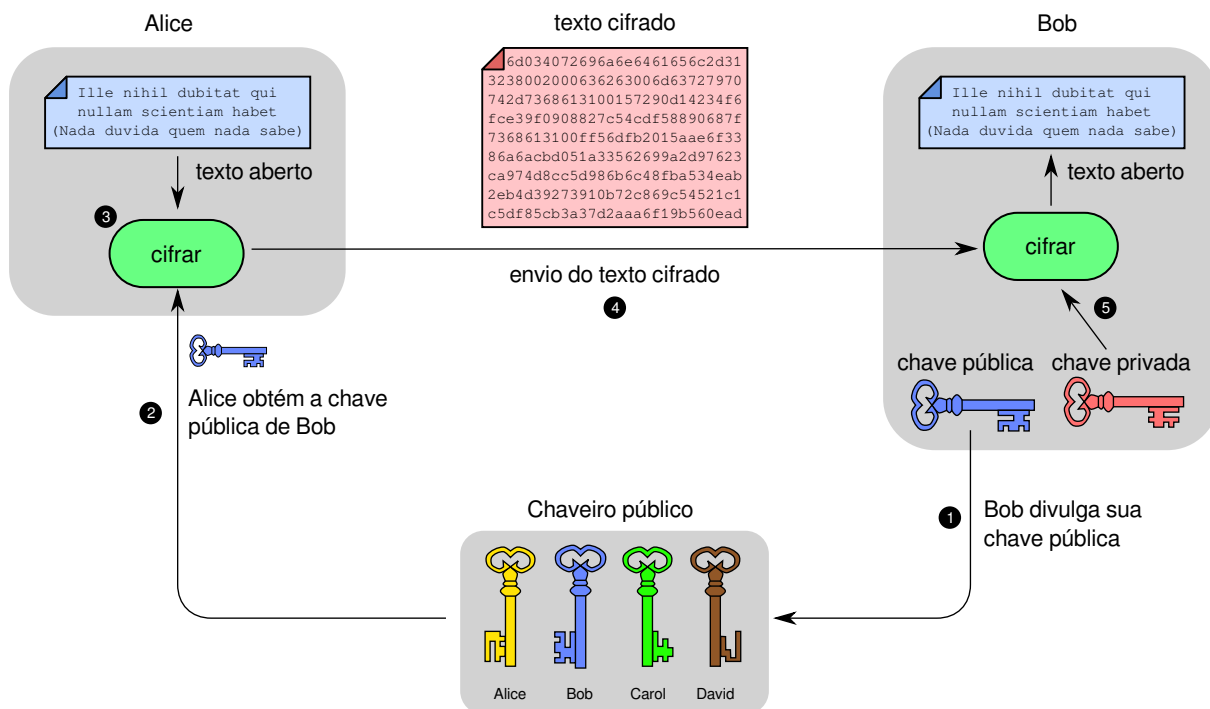 Alice
texto cifrado
Bob
Ille nihil dubitat qui
nullam scientiam habet
(Nada duvida quem nada sabe)
6d034072696a6e6461656c2d31
3238002000636263006d63727970
742d7368613100157290d14234f6
fce39f0908827c54cdf58890687f
7368613100ff56dfb2015aae6f33
86a6acbd051a33562699a2d97623
ca974d8cc5d986b6c48fba534eab
2eb4d39273910b72c869c54521c1
c5df85cb3a37d2aaa6f19b560ead
Ille nihil dubitat qui
nullam scientiam habet
(Nada duvida quem nada sabe)
texto aberto
texto aberto
3
cifrar
cifrar
envio do texto cifrado
4
5
chave pública
chave privada
2
Alice obtém a chave
pública de Bob
1
Bob divulga sua
chave pública
Chaveiro público
Alice
Bob
Carol
David